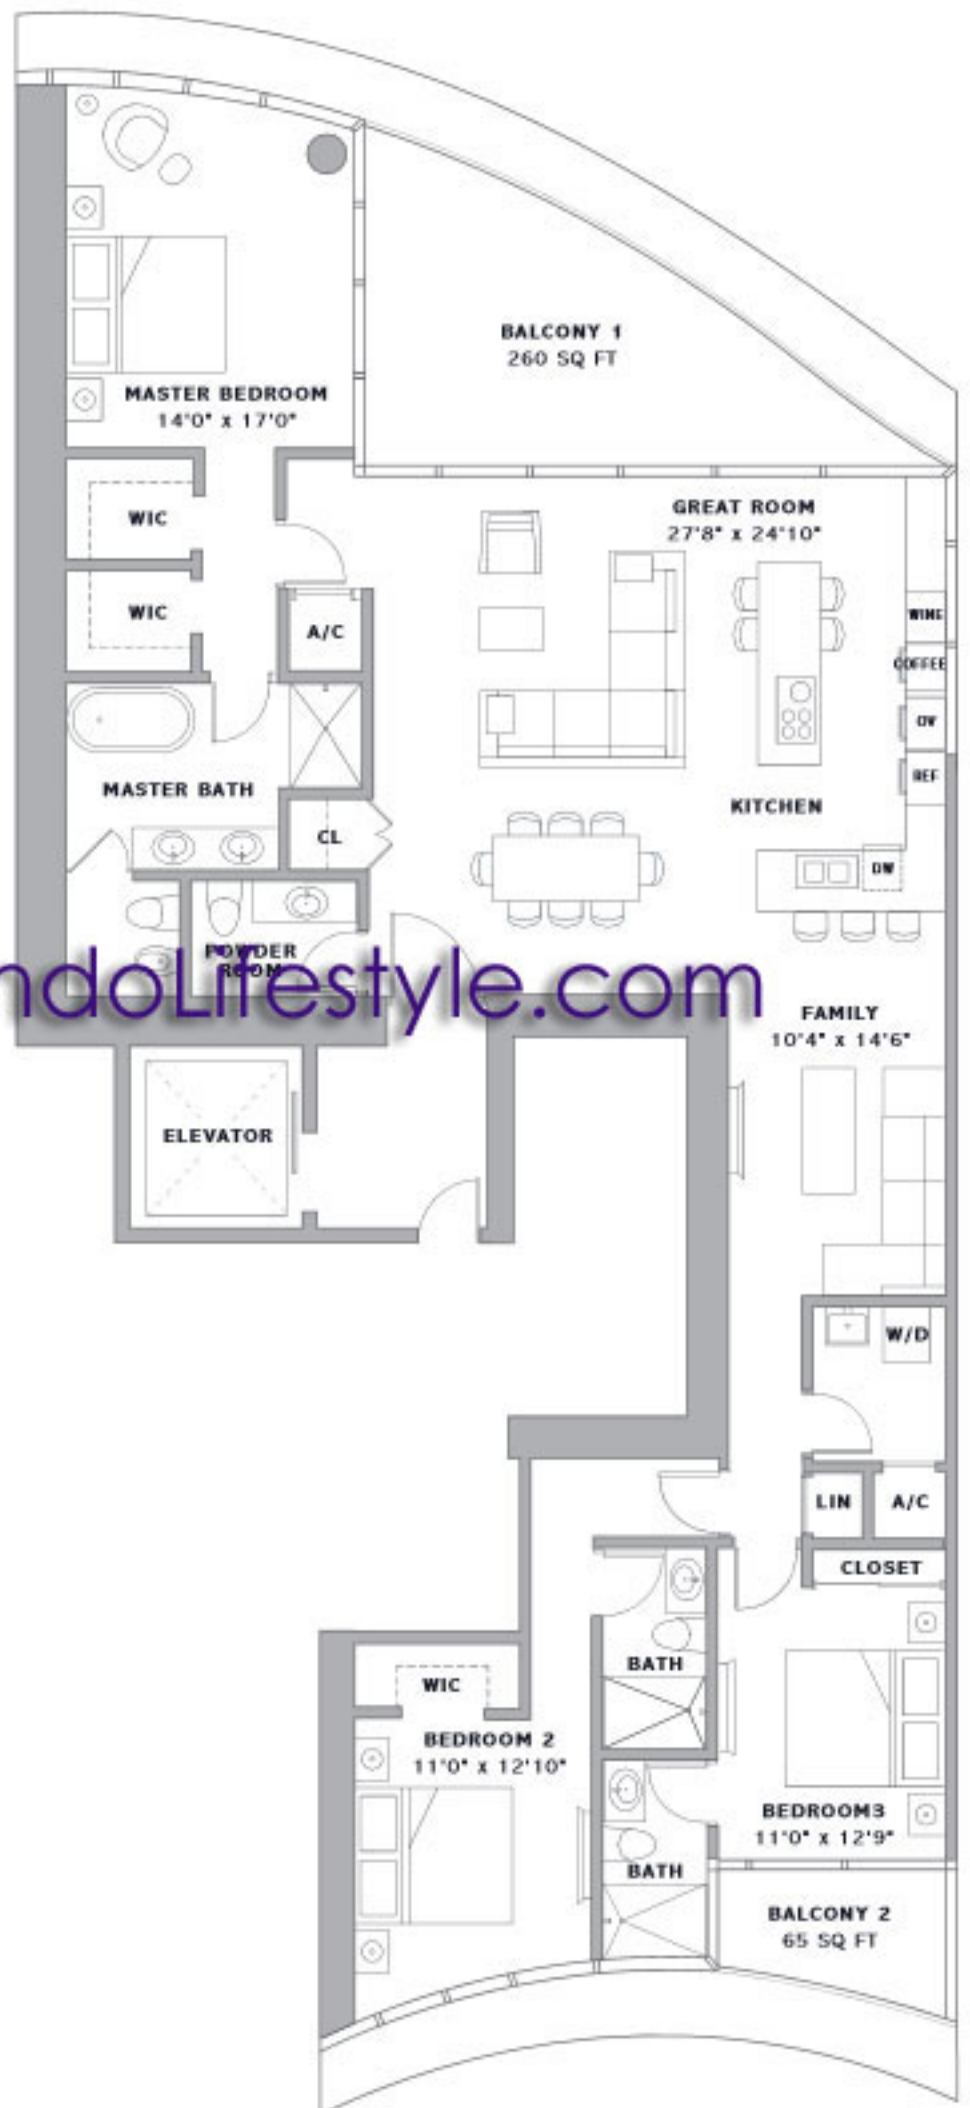 BALCONY 1
260 SQ FT
MASTER BEDROOM
14'0" x 17'0"
GREAT ROOM
27'8" x 24'10"
WIC
WIC
A/C
WINE
COFFEE
OV
REF
MASTER BATH
KITCHEN
CL
DW
POWDER
ROOM
ndoLifestyle.com
FAMILY
10'4" x 14'6"
ELEVATOR
W/D
LIN
A/C
CLOSET
BATH
WIC
BEDROOM 2
11'0" x 12'10"
BEDROOM3
11'0" x 12'9"
BATH
BALCONY 2
65 SQ FT